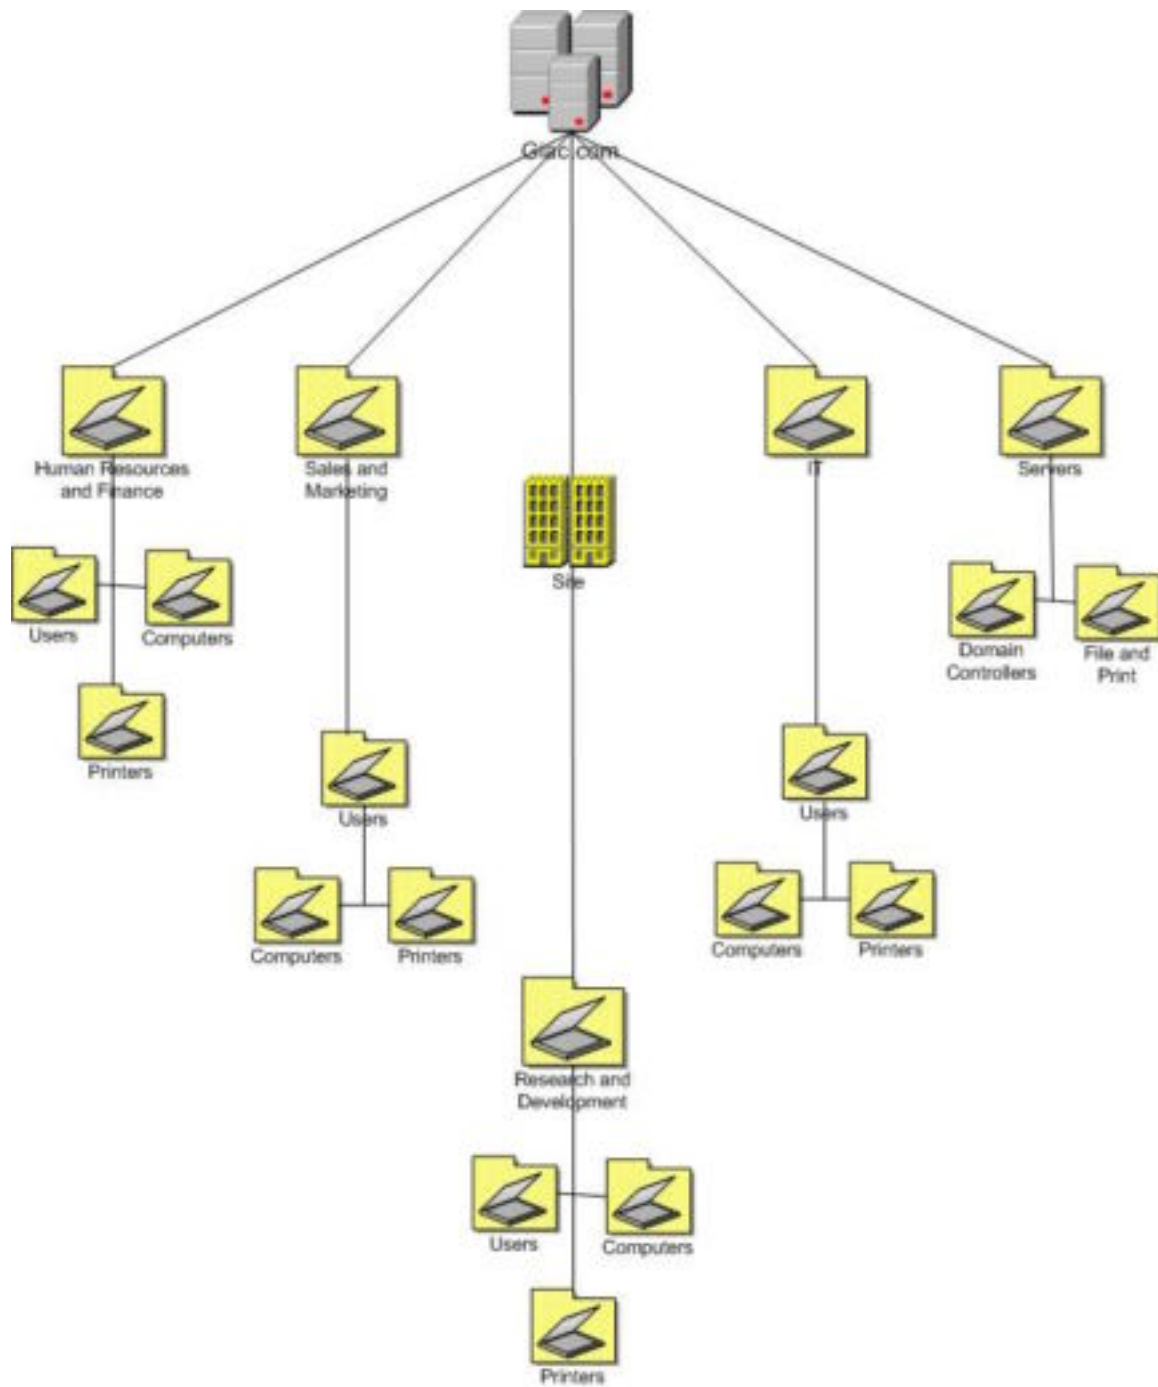 Giac.com
Human Resources
and Finance
Sales and
Marketing
IT
Servers
Site
Users
Computers
Domain
Controllers
File and
Print
Printers
Users
Users
Computers
Printers
Computers
Printers
Research and
Development
Users
Computers
Printers